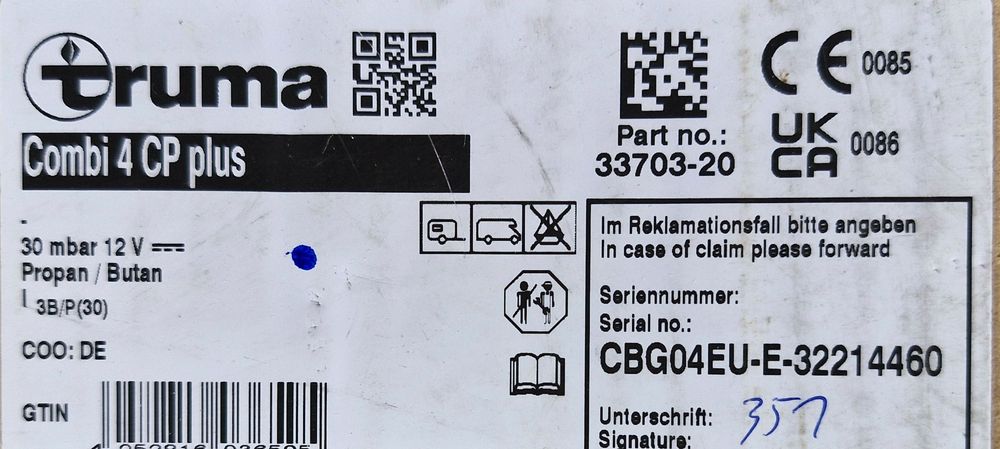 truma
Combi 4 CP plus
-
30 mbar 12 V
Propan / Butan
I 3B/P(30)
COO: DE
GTIN
Part no.:
33703-20
CE 0085
UK
CA 0086
Im Reklamationsfall bitte angeben
In case of claim please forward
Seriennummer:
Serial no.:
CBG04EU-E-32214460
Unterschrift:
Signature:
351